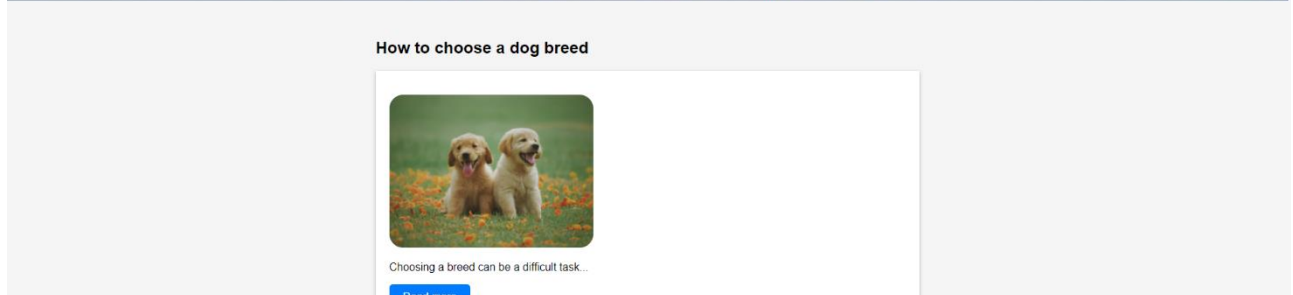 How to choose a dog breed
Choosing a breed can be a difficult task...